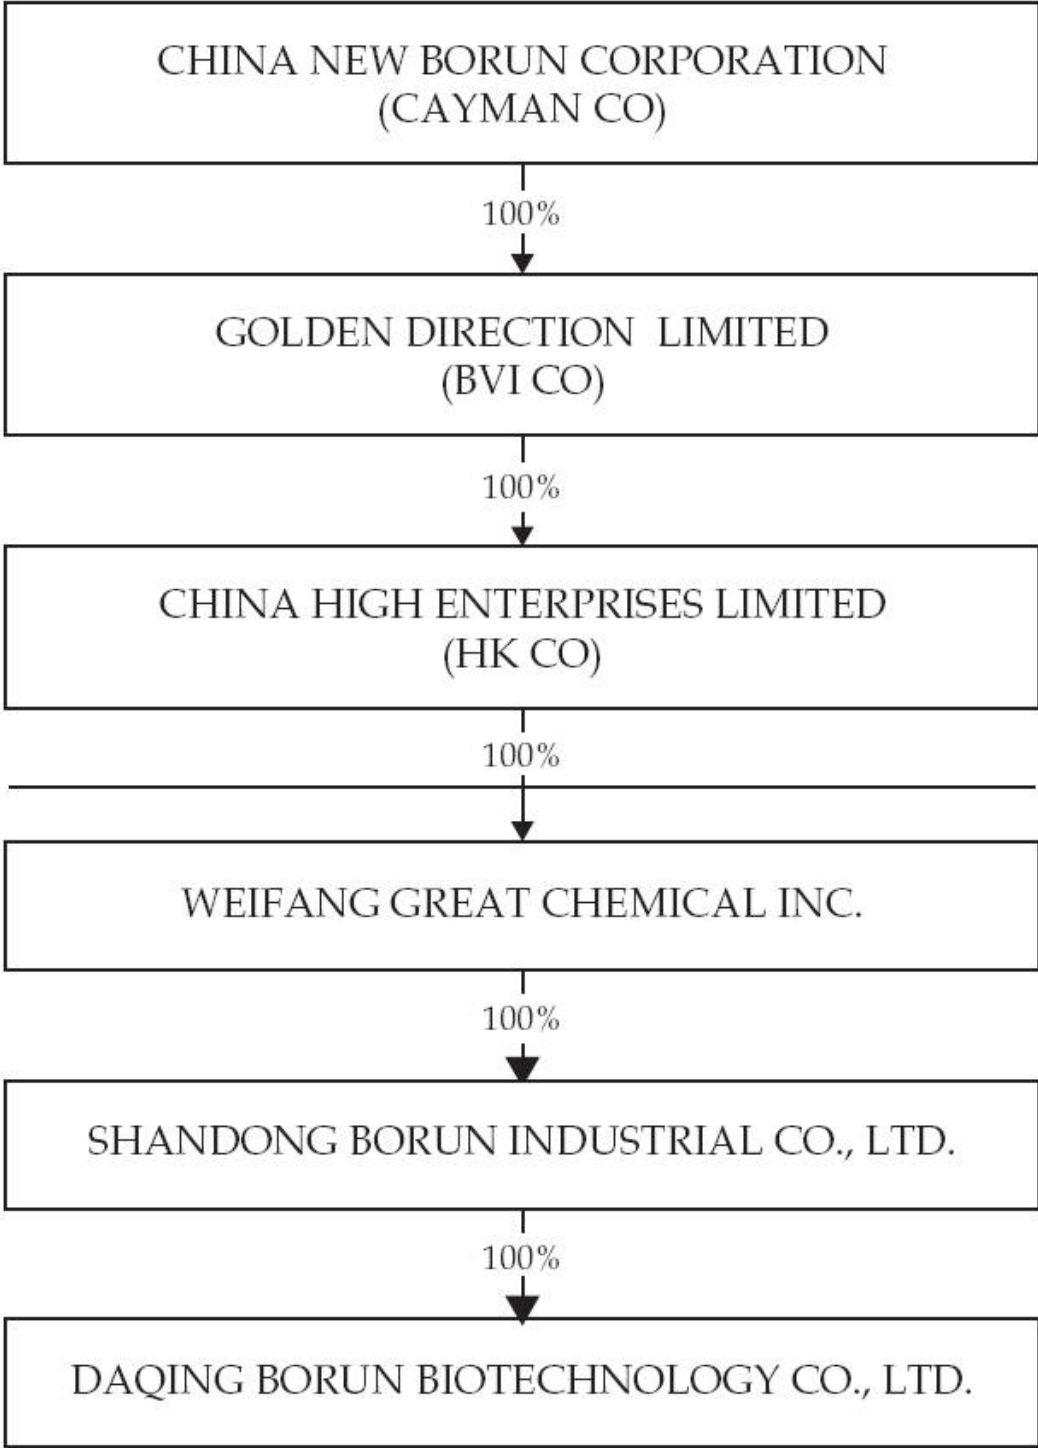 CHINA NEW BORUN CORPORATION
(CAYMAN CO)
100%
GOLDEN DIRECTION LIMITED
(BVI CO)
100%
CHINA HIGH ENTERPRISES LIMITED
(HK CO)
100%
WEIFANG GREAT CHEMICAL INC.
100%
SHANDONG BORUN INDUSTRIAL CO., LTD.
100%
DAQING BORUN BIOTECHNOLOGY CO., LTD.